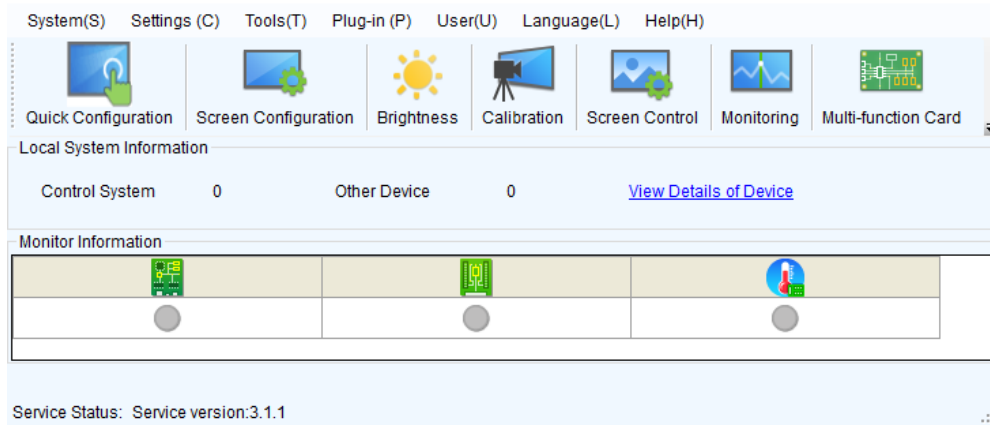 System(S) Settings (C) Tools(T) Plug-in (P) User(U) Language(L) Help(H)
Quick Configuration Screen Configuration Brightness Calibration Screen Control Monitoring Multi-function Card
Local System Information
Control System 0 Other Device 0 View Details of Device
Monitor Information
Service Status: Service version:3.1.1